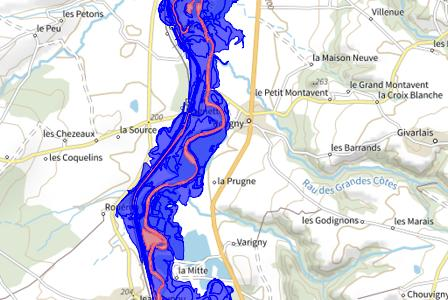 les Petons
Villenue
le Peu
la Maison Neuve
263
le Grand Montavent
le Petit Montavent
la Croix Blanche
200
la Source
les Chezeaux
Givarlais
les Coquelins
les Barrands
la Prugne
Rau des Grandes Côtes
les Godignons
les Marais
Varigny
la Mitte
204
Chouvigny